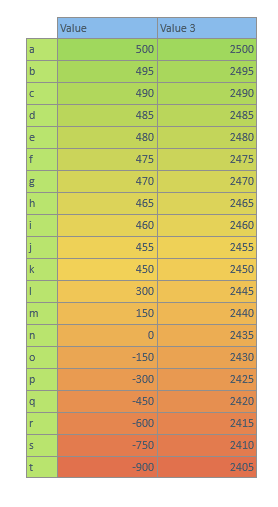 Value Value 3
a 500 2500
b 495 2495
c 490 2490
d 485 2485
e 480 2480
f 475 2475
g 470 2470
h 465 2465
i 460 2460
j 455 2455
k 450 2450
l 300 2445
m 150 2440
n 0 2435
o -150 2430
p -300 2425
q -450 2420
r -600 2415
s -750 2410
t -900 2405